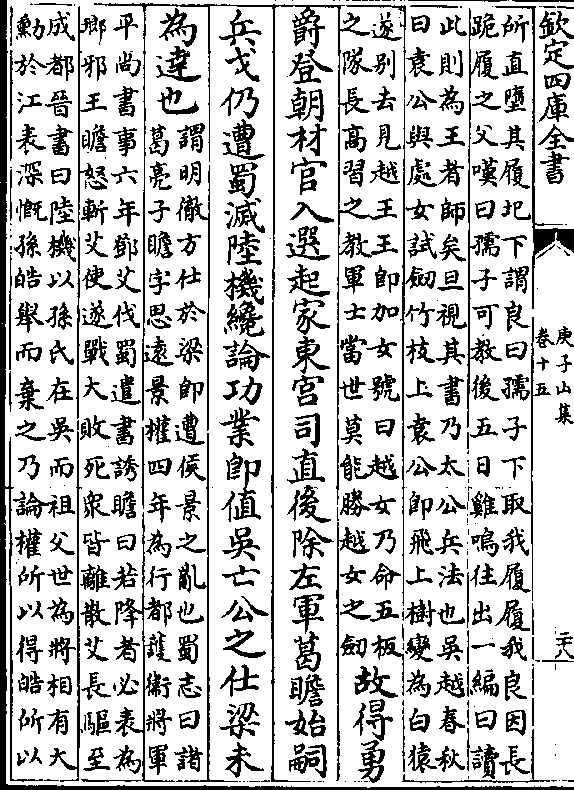 欽定四庫全書
庾子山集
卷十五
所直墮其履圯下謂良曰孺子下取我履履我良因長
跪履之父嘆曰孺子可教後五日雞鳴往出一編曰讀
此則為王者師矣旦視其書乃太公兵法也吳越春秋
曰袁公與處女試劒竹枝上袁公即飛上樹變為白猿
遂别去見越王王即加女號曰越女乃命五板
之隊長高習之教軍士當世莫能勝越女之劒
故得勇
爵登朝材官入選起家東宮司直後除左軍葛瞻始嗣
兵戈仍遭蜀滅陸機纔論功業即值吳亡公之仕梁未
為達也
謂明徹方仕於梁即遭侯景之亂也蜀志曰諸
葛亮子瞻字思遠景權四年為行都護衛將軍
平尚書事六年鄧艾伐蜀遣書誘瞻曰若降者必表為
瑯邪王瞻怒斬艾使遂戰大敗死衆皆離散艾長驅至
成都晉書曰陸機以孫氏在吳而祖父世為將相有大
勳於江表深慨孫皓舉而棄之乃論權所以得皓所以